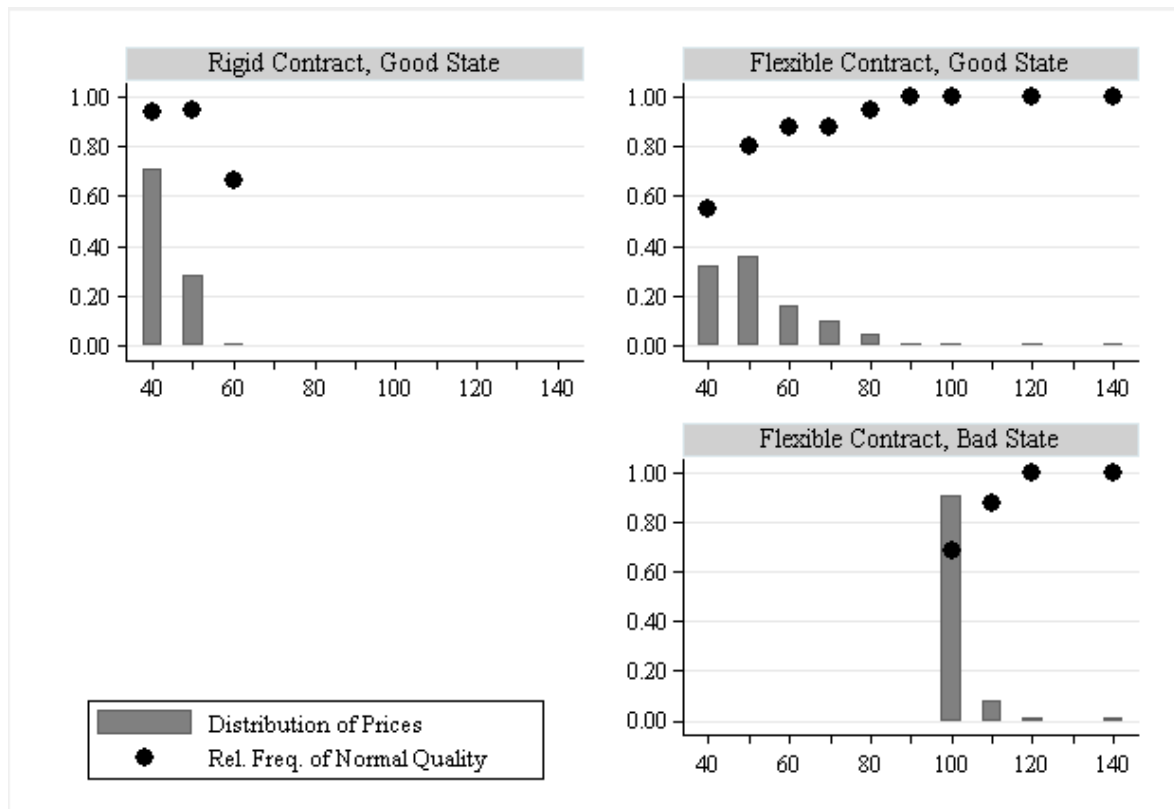 Rigid Contract, Good State
1.00
0.80
0.60
0.40
0.20
0.00
40 60 80 100 120 140
Flexible Contract, Good State
1.00
0.80
0.60
0.40
0.20
0.00
40 60 80 100 120 140
Flexible Contract, Bad State
1.00
0.80
0.60
0.40
0.20
0.00
40 60 80 100 120 140
Distribution of Prices
Rel. Freq. of Normal Quality